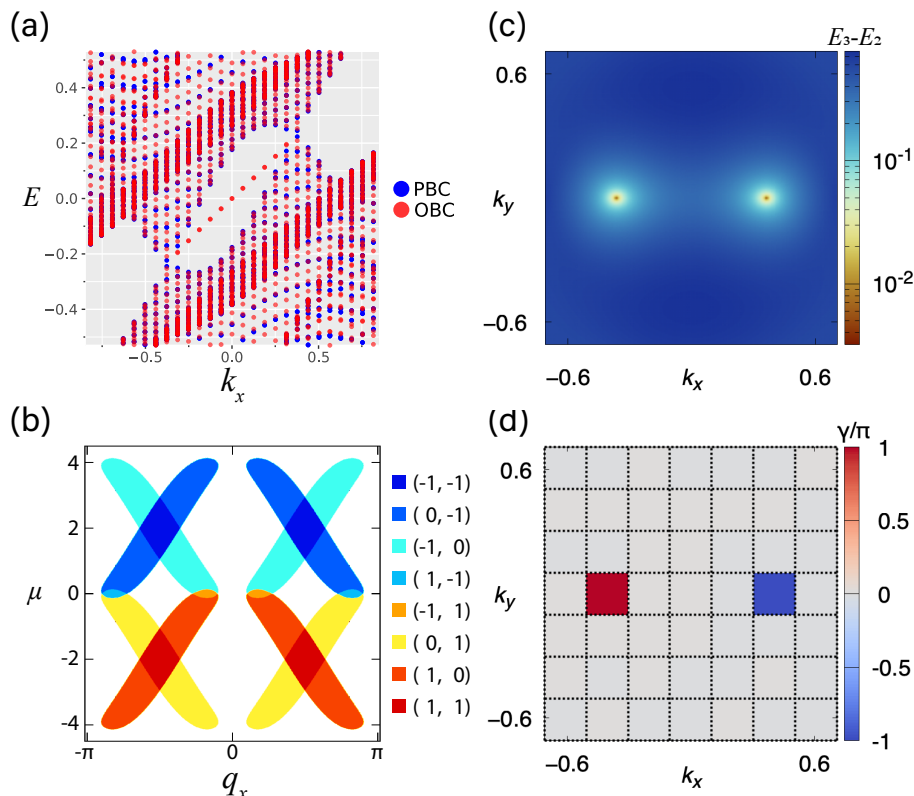 (a)
E
0.4
0.2
0.0
−0.2
−0.4
−0.5
0.0
0.5
k_x
PBC
OBC
(b)
μ
4
2
0
-2
-4
-π
0
π
q_x
(-1, -1)
( 0, -1)
(-1, 0)
( 1, -1)
(-1, 1)
( 0, 1)
( 1, 0)
( 1, 1)
(c)
E₃-E₂
0.6
k_y
-0.6
−0.6
k_x
0.6
10⁻¹
10⁻²
(d)
γ/π
0.6
k_y
-0.6
−0.6
k_x
0.6
1
0.5
0
-0.5
-1